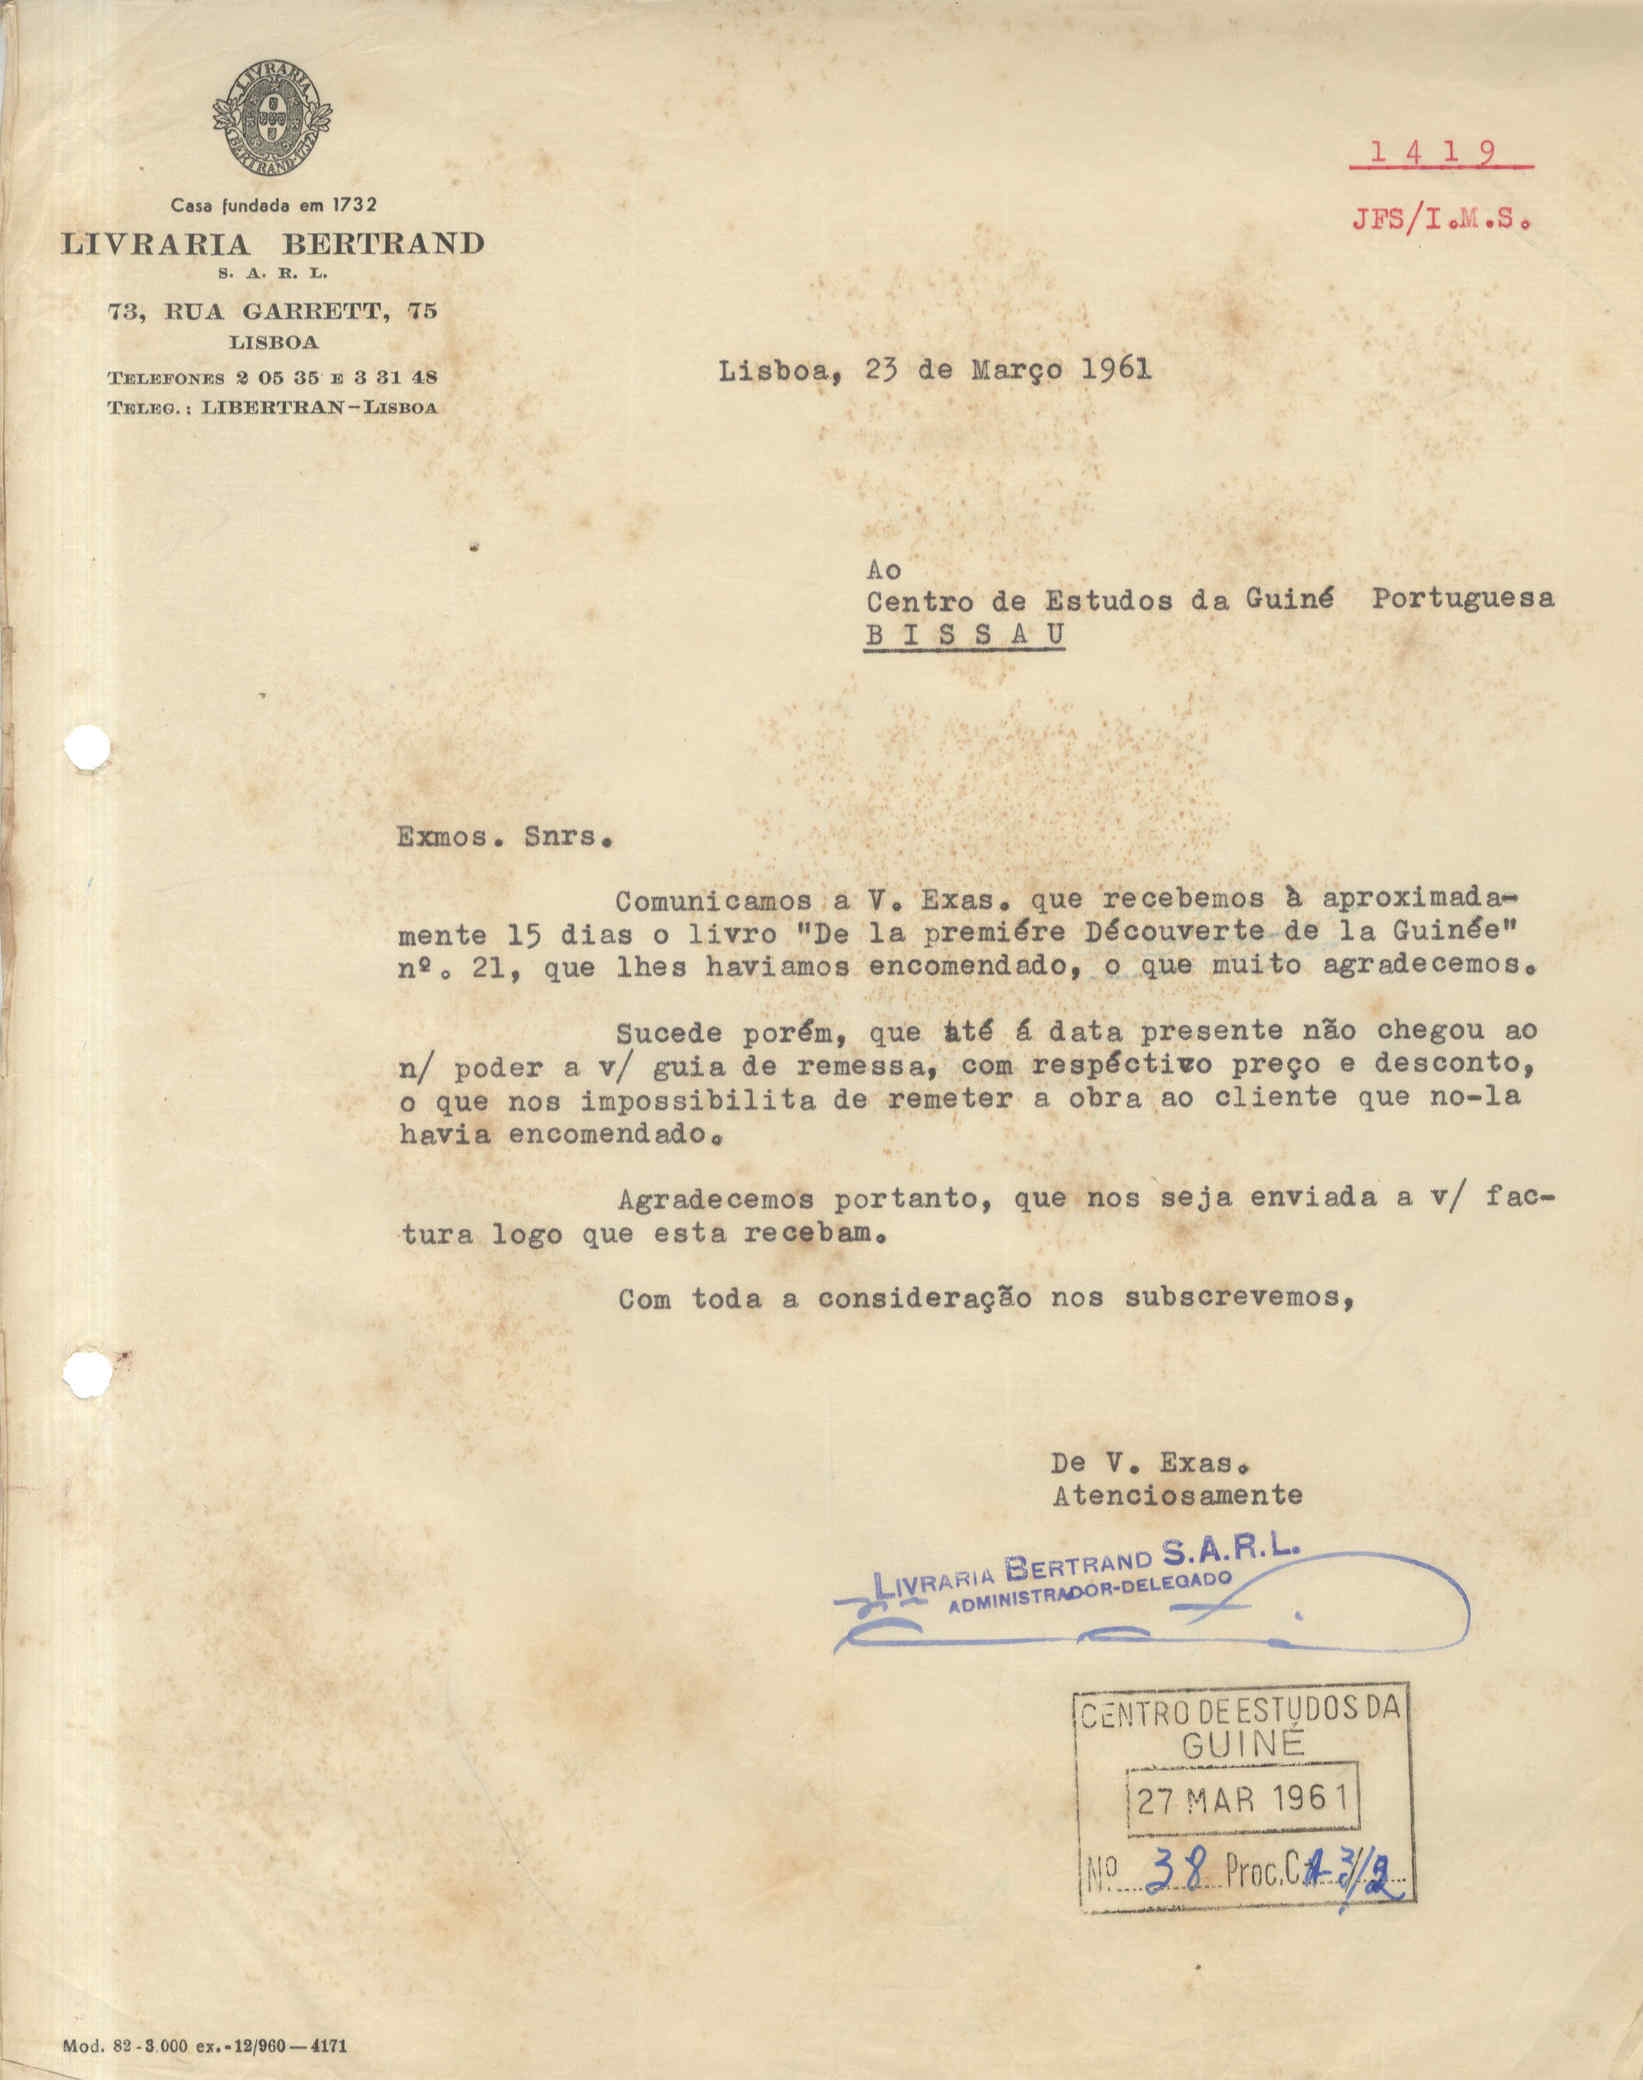 LIVRARIA
BERTRAND-1732
Casa fundada em 1732
LIVRARIA BERTRAND
S. A. R. L.
73, RUA GARRETT, 75
LISBOA
TELEFONES 2 05 35 E 3 31 48
TELEG.: LIBERTRAN-LISBOA
1 4 1 9
JFS/I.M.S.
Lisboa, 23 de Março 1961
Ao
Centro de Estudos da Guiné Portuguesa
B I S S A U
Exmos. Snrs.
Comunicamos a V. Exas. que recebemos à aproximada-
mente 15 dias o livro "De la premiére Découverte de la Guinée"
nº. 21, que lhes haviamos encomendado, o que muito agradecemos.
Sucede porém, que até á data presente não chegou ao
n/ poder a v/ guia de remessa, com respéctivo preço e desconto,
o que nos impossibilita de remeter a obra ao cliente que no-la
havia encomendado.
Agradecemos portanto, que nos seja enviada a v/ fac-
tura logo que esta recebam.
Com toda a consideração nos subscrevemos,
De V. Exas.
Atenciosamente
LIVRARIA BERTRAND S.A.R.L.
ADMINISTRADOR-DELEGADO
CENTRO DE ESTUDOS DA
GUINÉ
27 MAR 1961
Nº 38 Proc.C
Mod. 82 - 3.000 ex. - 12/960 — 4171